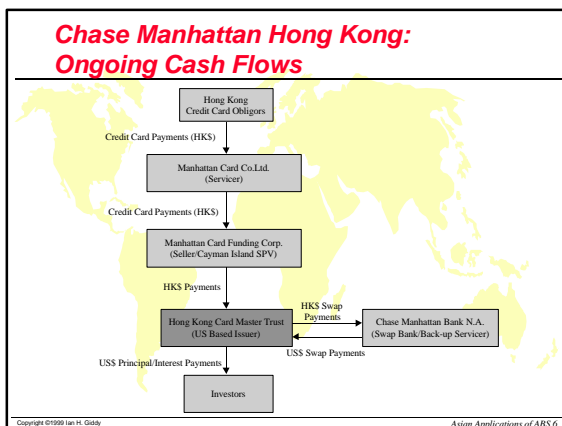 Chase Manhattan Hong Kong:
Ongoing Cash Flows
Hong Kong
Credit Card Obligors
Credit Card Payments (HK$)
Manhattan Card Co.Ltd.
(Servicer)
Credit Card Payments (HK$)
Manhattan Card Funding Corp.
(Seller/Cayman Island SPV)
HK$ Payments
HK$ Swap
Payments
Hong Kong Card Master Trust
(US Based Issuer)
Chase Manhattan Bank N.A.
(Swap Bank/Back-up Servicer)
US$ Swap Payments
US$ Principal/Interest Payments
Investors
Copyright ©1999 Ian H. Giddy
Asian Applications of ABS 6